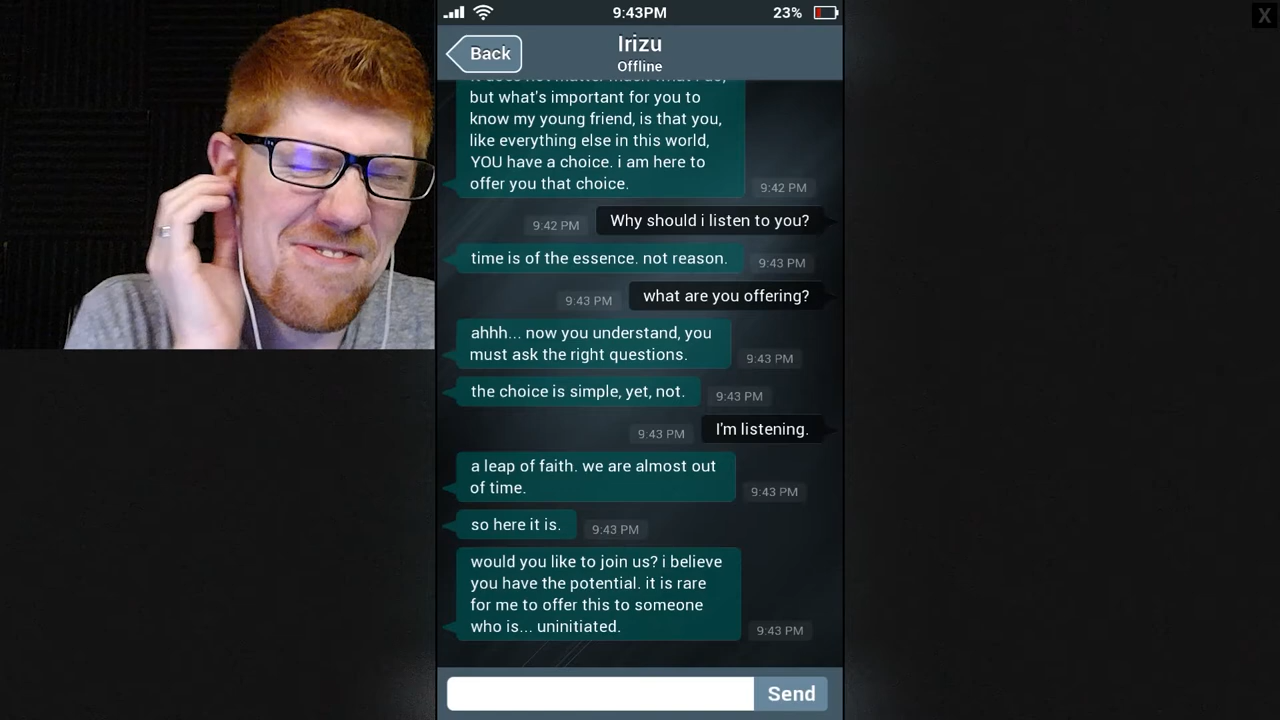 9:43PM
23%
X
Back
Irizu
Offline
but what's important for you to
know my young friend, is that you,
like everything else in this world,
YOU have a choice. i am here to
offer you that choice.
9:42 PM
Why should i listen to you?
9:42 PM
time is of the essence. not reason.
9:43 PM
what are you offering?
9:43 PM
ahhh... now you understand, you
must ask the right questions.
9:43 PM
the choice is simple, yet, not.
9:43 PM
I'm listening.
9:43 PM
a leap of faith. we are almost out
of time.
9:43 PM
so here it is.
9:43 PM
would you like to join us? i believe
you have the potential. it is rare
for me to offer this to someone
who is... uninitiated.
9:43 PM
Send